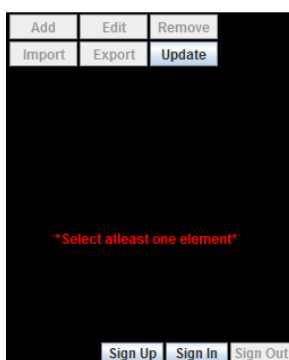 Add Edit Remove
Import Export Update
*Select atleast one element*
Sign Up Sign In Sign Out